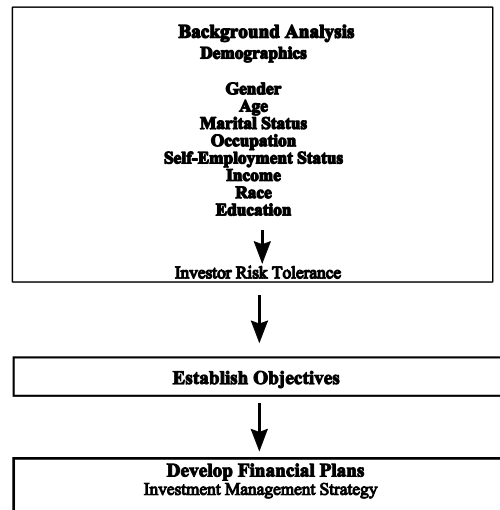 Background Analysis
Demographics
Gender
Age
Marital Status
Occupation
Self-Employment Status
Income
Race
Education
Investor Risk Tolerance
Establish Objectives
Develop Financial Plans
Investment Management Strategy